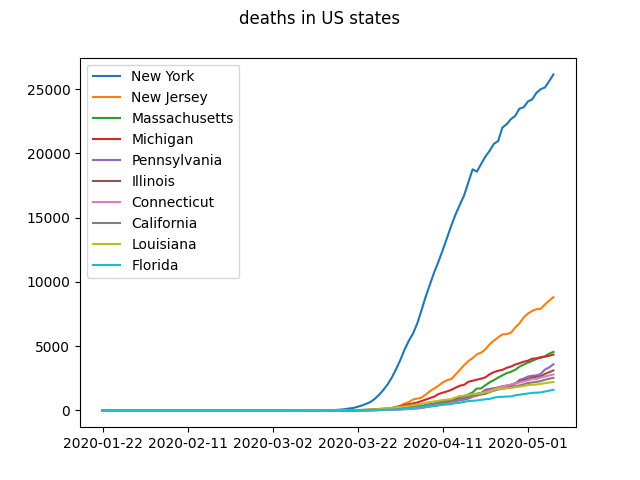 deaths in US states
New York
New Jersey
Massachusetts
Michigan
Pennsylvania
Illinois
Connecticut
California
Louisiana
Florida
25000
20000
15000
10000
5000
0
2020-01-22 2020-02-11 2020-03-02 2020-03-22 2020-04-11 2020-05-01